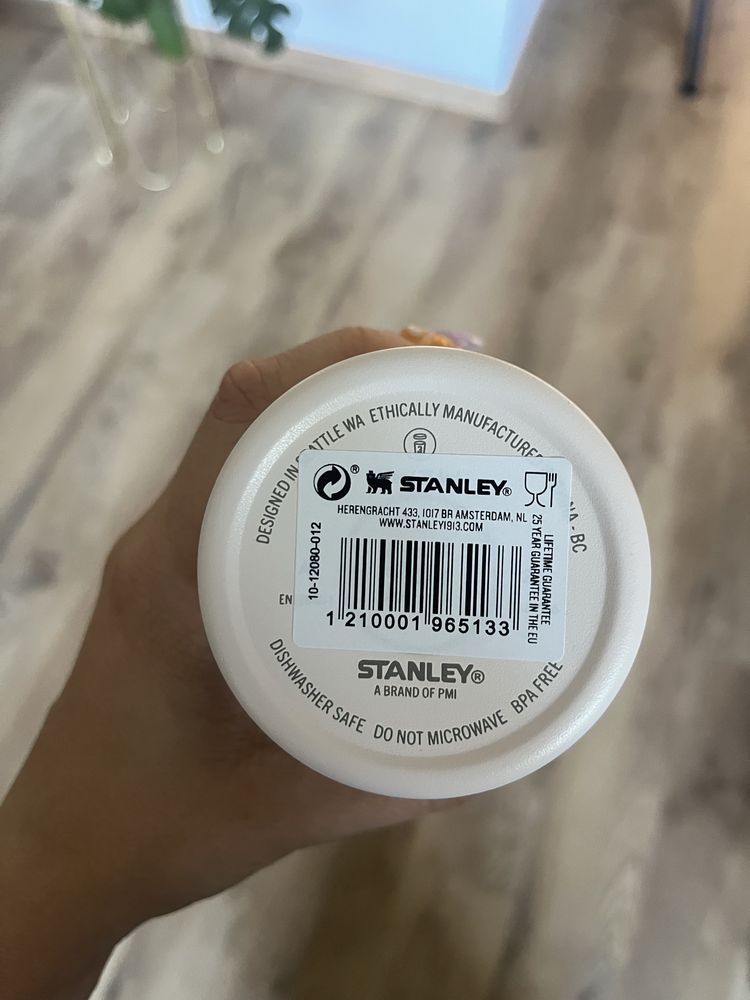 DESIGNED IN
WA ETHICALLY MANUFACTURED
- BC
®
STANLEY®
HERENGRACHT 433, 1017 BR AMSTERDAM, NL
WWW.STANLEY1913.COM
10-12080-012
LIFETIME GUARANTEE
25 YEAR GUARANTEE IN THE EU
1 210001 965133
STANLEY®
A BRAND OF PMI
DISHWASHER SAFE DO NOT MICROWAVE BPA FREE